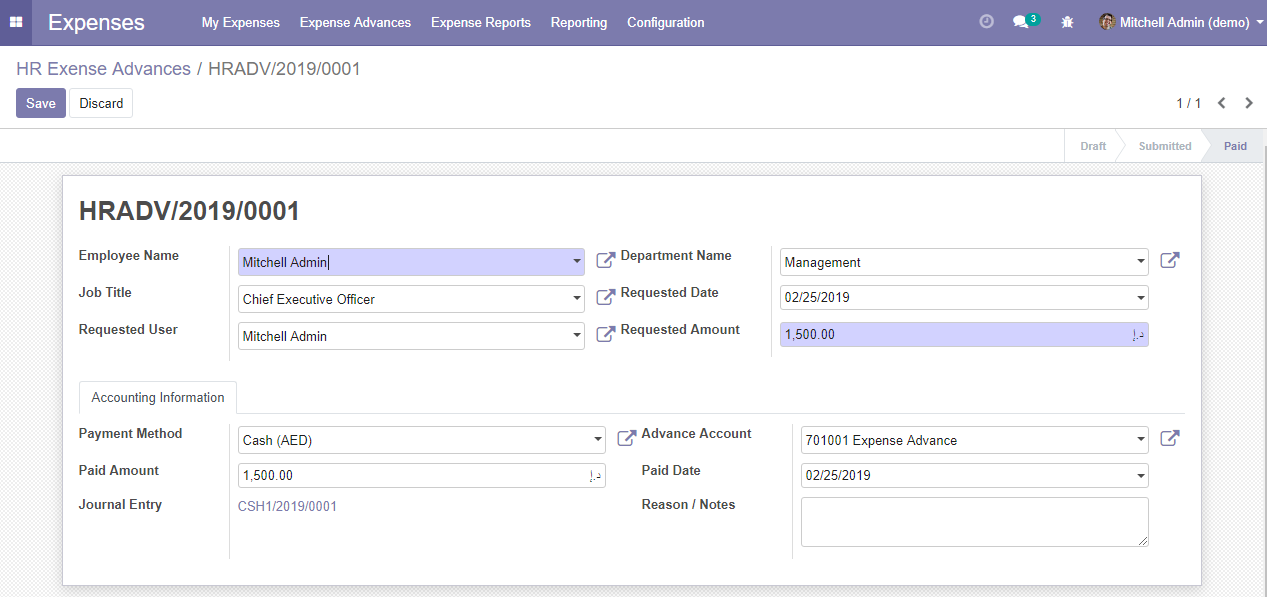 Expenses My Expenses Expense Advances Expense Reports Reporting Configuration 3 Mitchell Admin (demo)
HR Exense Advances / HRADV/2019/0001
Save Discard 1 / 1
Draft Submitted Paid
HRADV/2019/0001
Employee Name Mitchell Admin Department Name Management
Job Title Chief Executive Officer Requested Date 02/25/2019
Requested User Mitchell Admin Requested Amount 1,500.00 د.إ
Accounting Information
Payment Method Cash (AED) Advance Account 701001 Expense Advance
Paid Amount 1,500.00 د.إ Paid Date 02/25/2019
Journal Entry CSH1/2019/0001 Reason / Notes